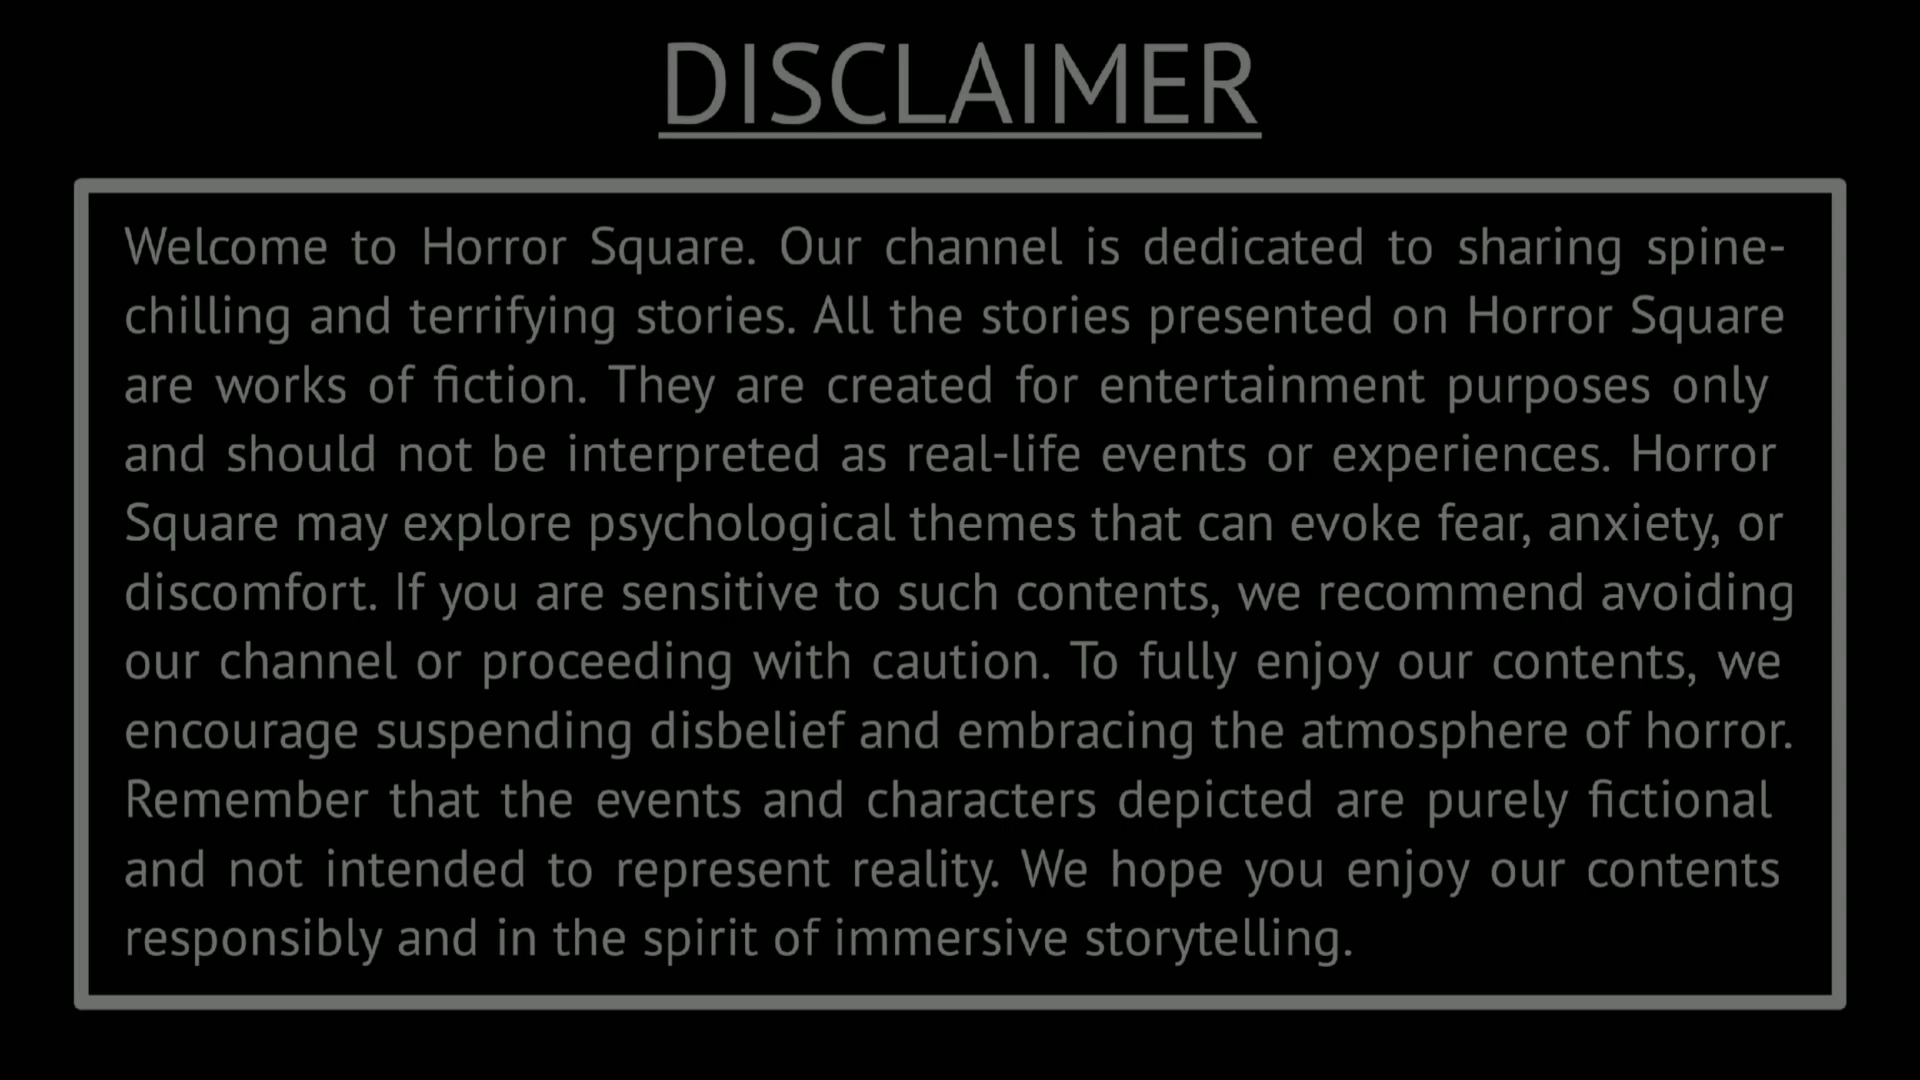 DISCLAIMER
Welcome to Horror Square. Our channel is dedicated to sharing spine-
chilling and terrifying stories. All the stories presented on Horror Square
are works of fiction. They are created for entertainment purposes only
and should not be interpreted as real-life events or experiences. Horror
Square may explore psychological themes that can evoke fear, anxiety, or
discomfort. If you are sensitive to such contents, we recommend avoiding
our channel or proceeding with caution. To fully enjoy our contents, we
encourage suspending disbelief and embracing the atmosphere of horror.
Remember that the events and characters depicted are purely fictional
and not intended to represent reality. We hope you enjoy our contents
responsibly and in the spirit of immersive storytelling.